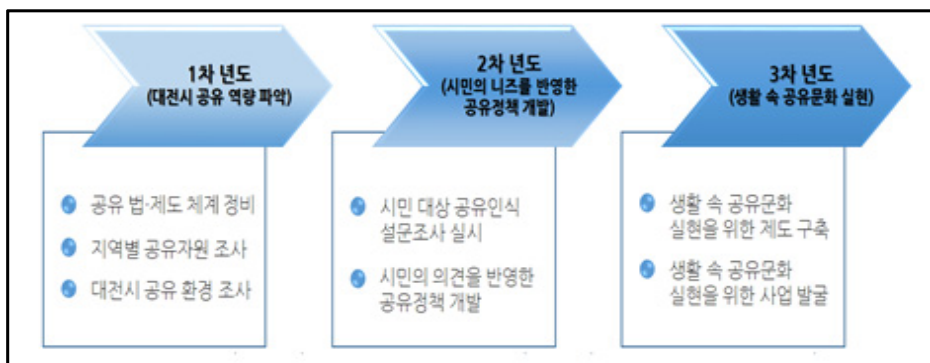 1차 년도
(대전시 공유 역량 파악)
공유 법·제도 체계 정비
지역별 공유자원 조사
대전시 공유 환경 조사
2차 년도
(시민의 니즈를 반영한
공유정책 개발)
시민 대상 공유인식
설문조사 실시
시민의 의견을 반영한
공유정책 개발
3차 년도
(생활 속 공유문화 실현)
생활 속 공유문화
실현을 위한 제도 구축
생활 속 공유문화
실현을 위한 사업 발굴